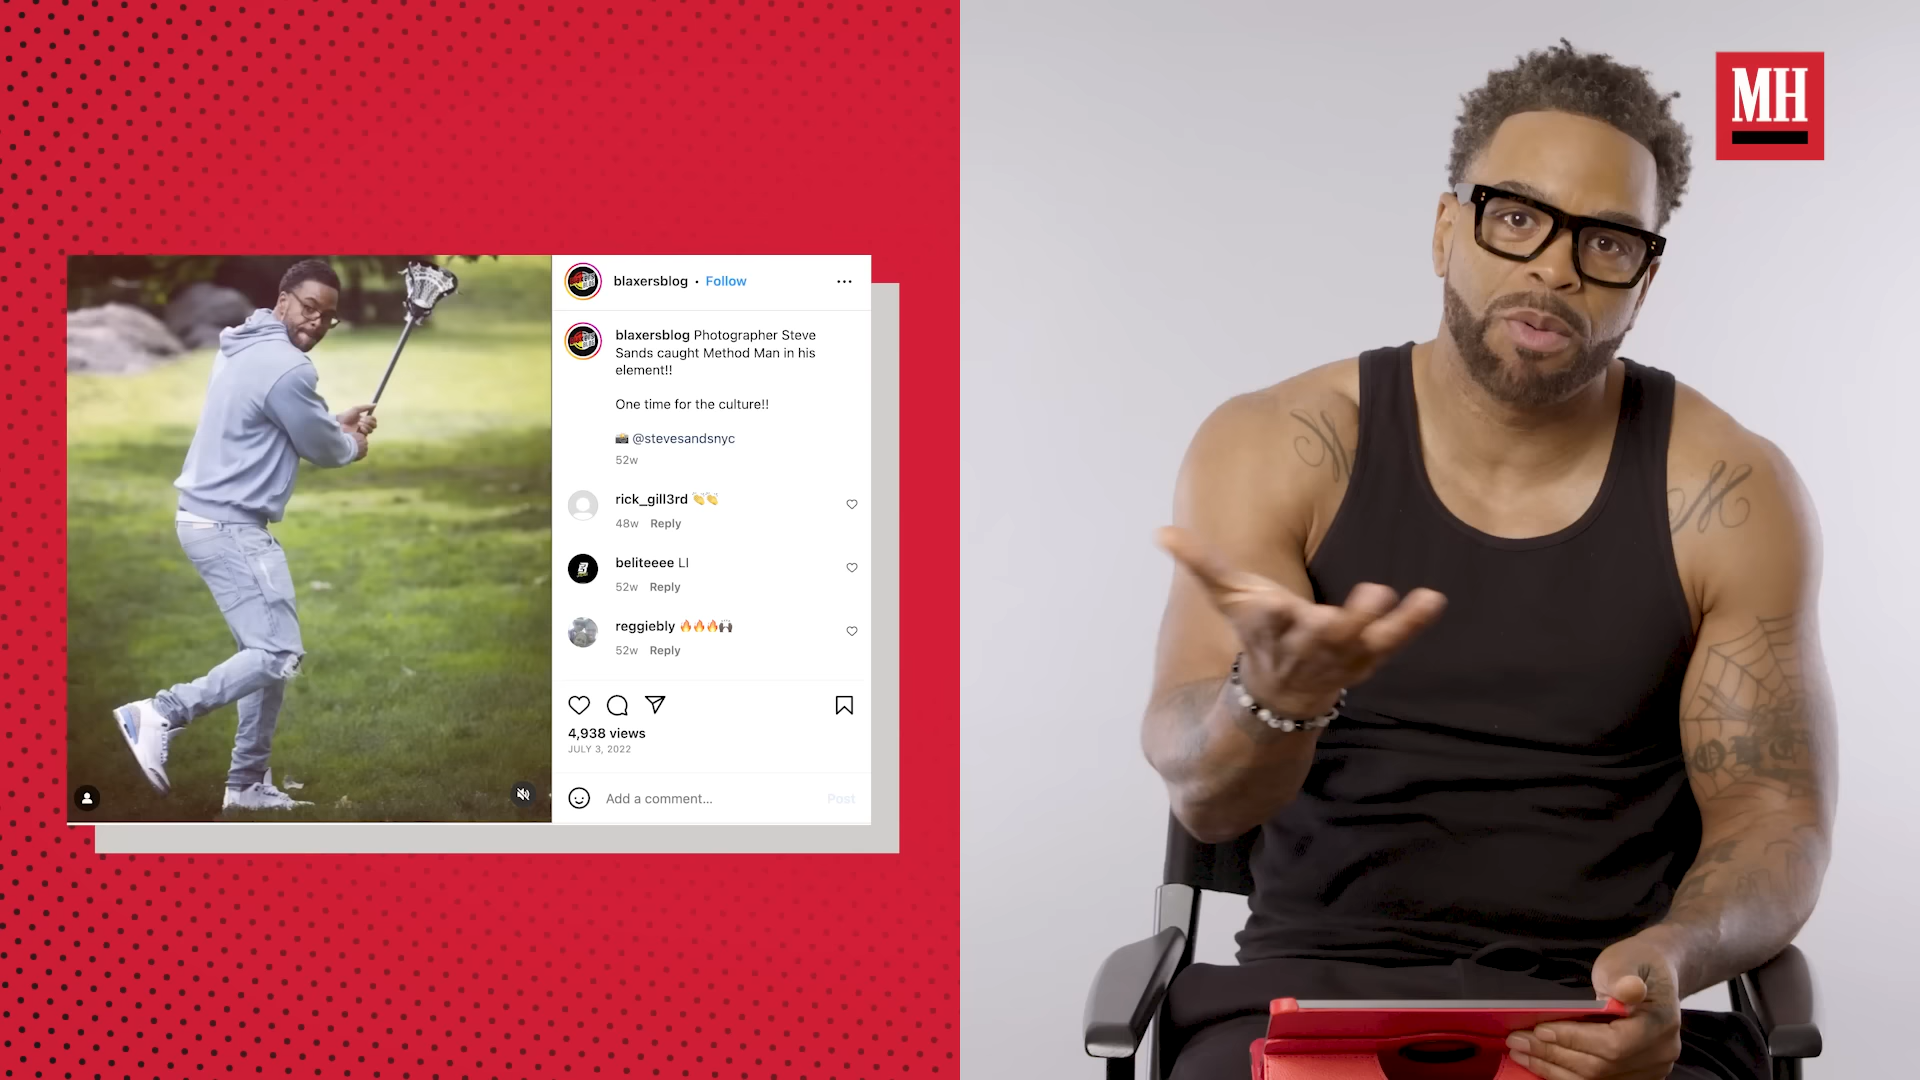 blaxersblog • Follow
blaxersblog Photographer Steve
Sands caught Method Man in his
element!!
One time for the culture!!
📸 @stevesandsnyc
52w
rick_gill3rd 👏👏
48w Reply
beliteeee LI
52w Reply
reggiebly 🔥🔥🔥🙌🏿
52w Reply
4,938 views
JULY 3, 2022
Add a comment...
Post
MH